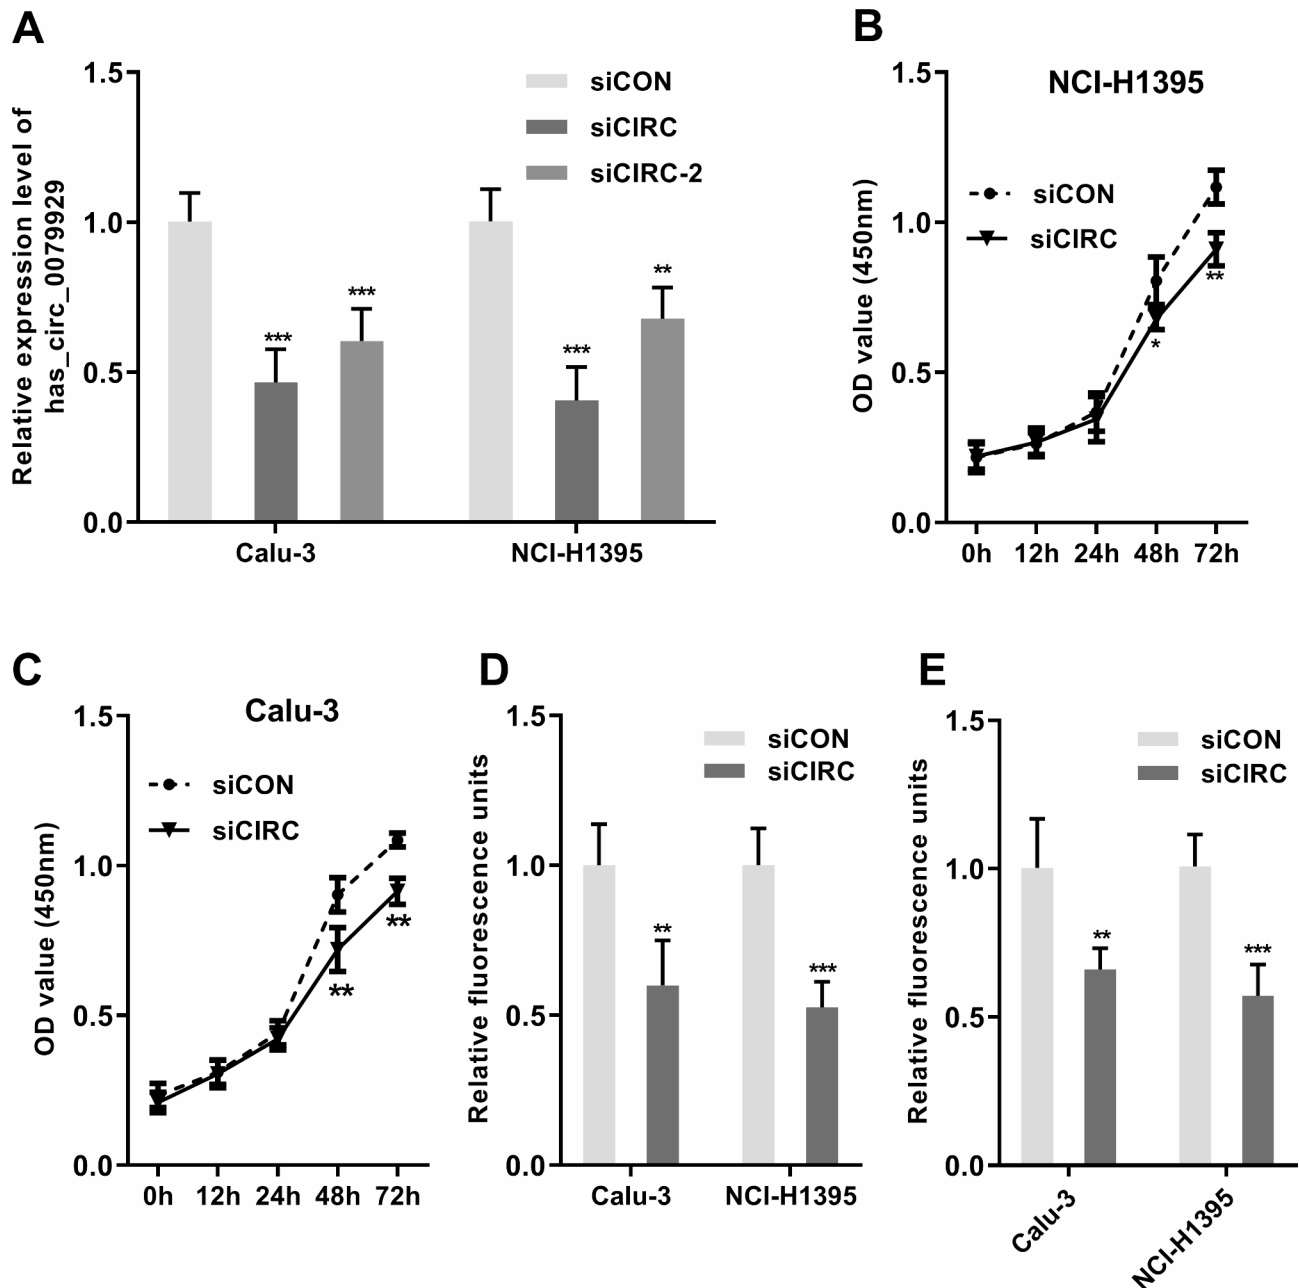 A
Relative expression level of
has_circ_0079929
1.5
1.0
0.5
0.0
siCON
siCIRC
siCIRC-2
***
***
***
**
Calu-3
NCI-H1395
B
NCI-H1395
OD value (450nm)
1.5
1.0
0.5
0.0
siCON
siCIRC
*
**
0h 12h 24h 48h 72h
C
Calu-3
OD value (450nm)
1.5
1.0
0.5
0.0
siCON
siCIRC
**
**
0h 12h 24h 48h 72h
D
Relative fluorescence units
1.5
1.0
0.5
0.0
siCON
siCIRC
**
***
Calu-3
NCI-H1395
E
Relative fluorescence units
1.5
1.0
0.5
0.0
siCON
siCIRC
**
***
Calu-3
NCI-H1395